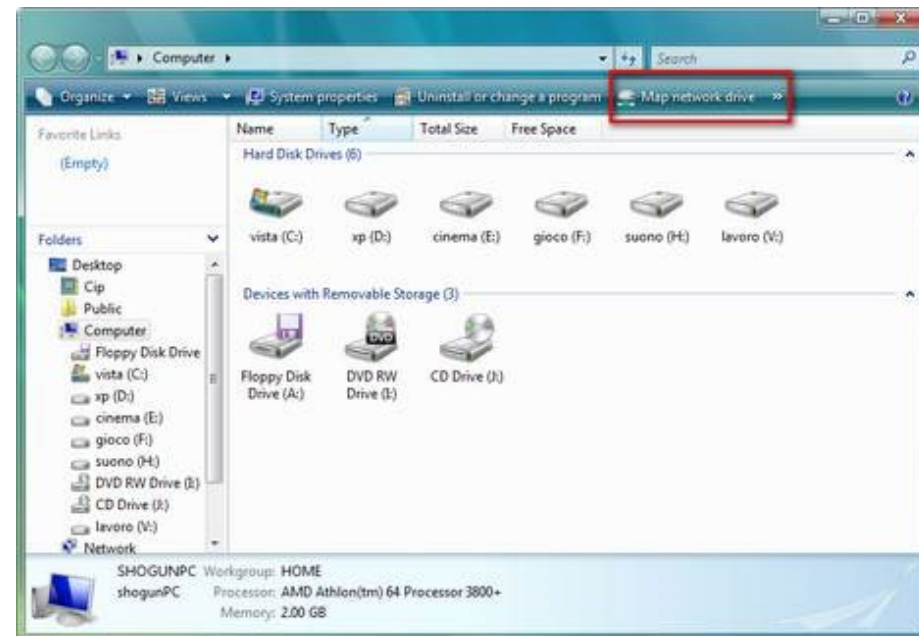 Computer
Search
Organize Views System properties Uninstall or change a program Map network drive »
Favorite Links
(Empty)
Folders
Desktop
Cip
Public
Computer
Floppy Disk Drive
vista (C:)
xp (D:)
cinema (E:)
gioco (F:)
suono (H:)
DVD RW Drive (I:)
CD Drive (J:)
lavoro (V:)
Network
Name Type Total Size Free Space
Hard Disk Drives (6)
vista (C:) xp (D:) cinema (E:) gioco (F:) suono (H:) lavoro (V:)
Devices with Removable Storage (3)
Floppy Disk DVD RW CD Drive (J:)
Drive (A:) Drive (I:)
SHOGUNPC Workgroup: HOME
shogunPC Processor: AMD Athlon(tm) 64 Processor 3800+
Memory: 2.00 GB